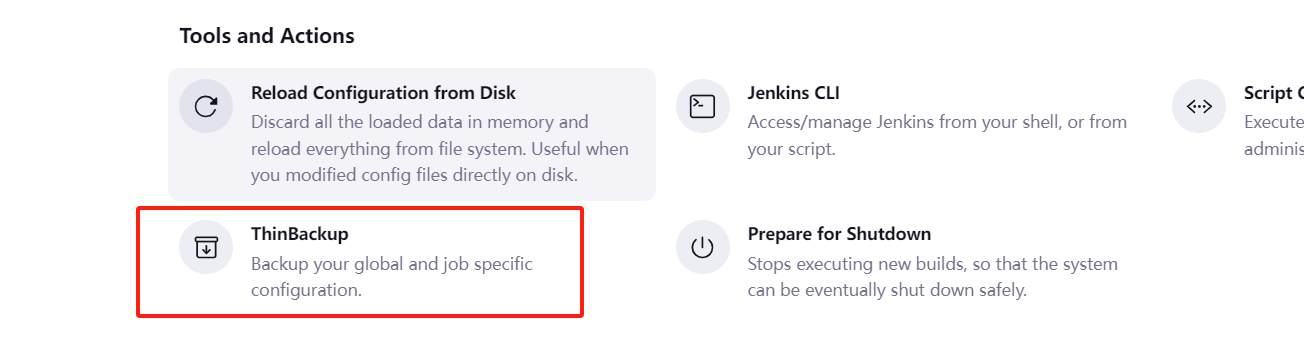 Tools and Actions
Reload Configuration from Disk
Discard all the loaded data in memory and
reload everything from file system. Useful when
you modified config files directly on disk.
Jenkins CLI
Access/manage Jenkins from your shell, or from
your script.
Script
Execute
ThinBackup
Backup your global and job specific
configuration.
Prepare for Shutdown
Stops executing new builds, so that the system
can be eventually shut down safely.